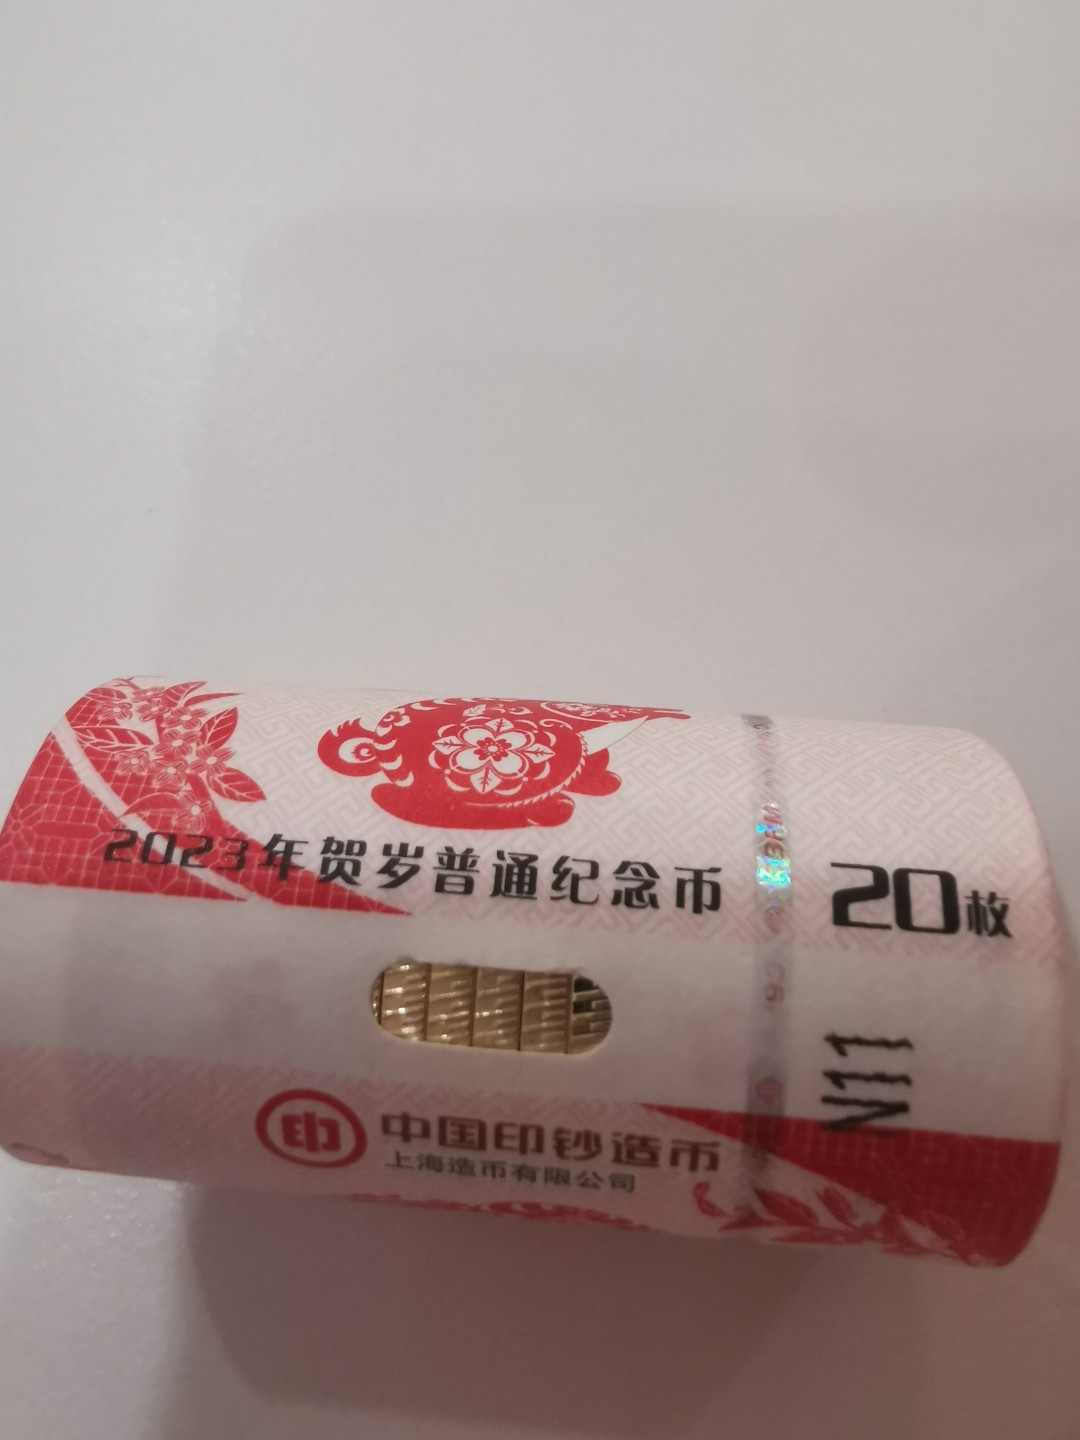 2023年贺岁普通纪念币
20枚
N11
印
中国印钞造币
上海造币有限公司